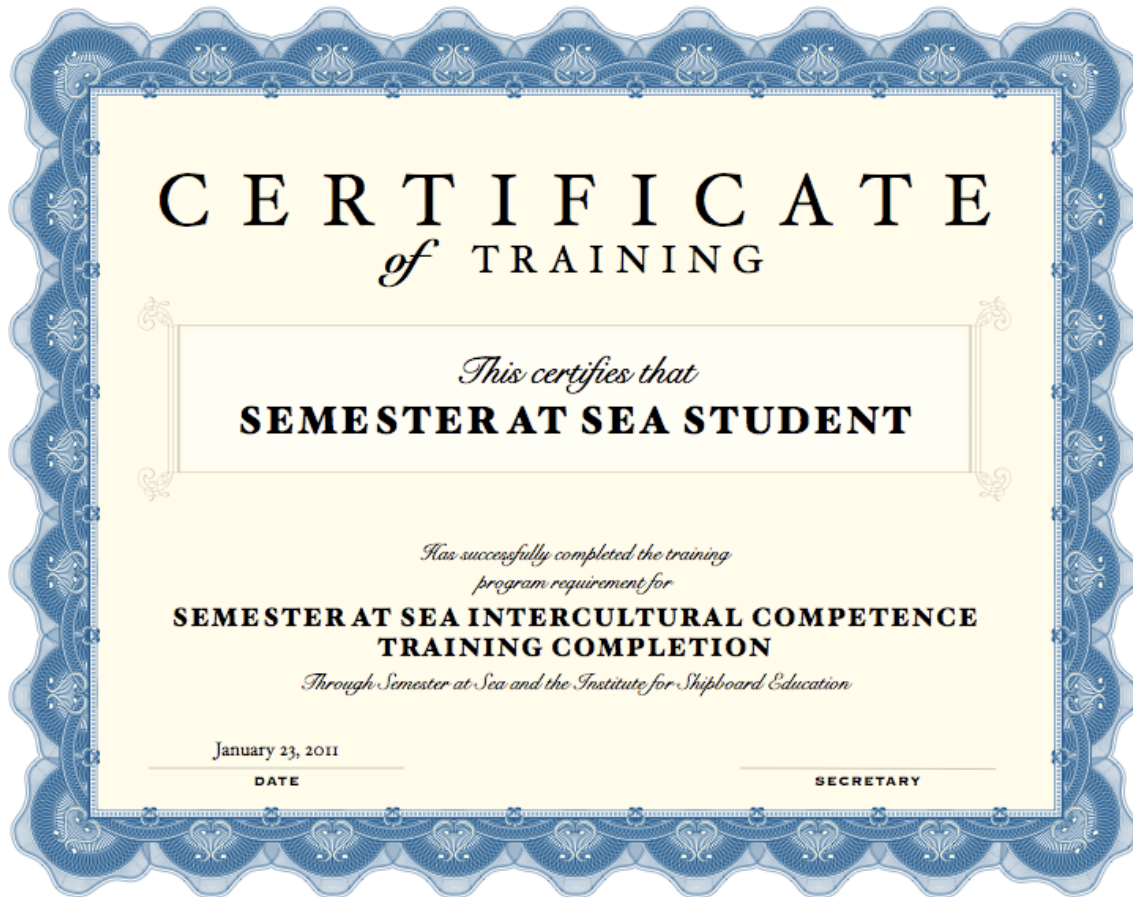 CERTIFICATE
of TRAINING
This certifies that
SEMESTER AT SEA STUDENT
Has successfully completed the training
program requirement for
SEMESTER AT SEA INTERCULTURAL COMPETENCE
TRAINING COMPLETION
Through Semester at Sea and the Institute for Shipboard Education
January 23, 2011
DATE
SECRETARY